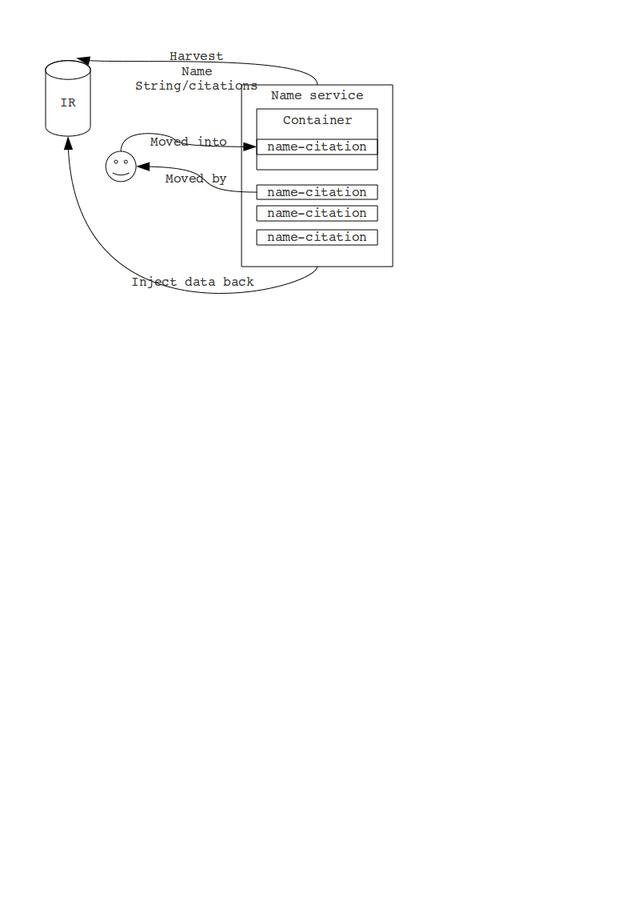 Harvest
Name
String/citations
Name service
IR
Container
Moved into
name-citation
Moved by
name-citation
name-citation
name-citation
Inject data back